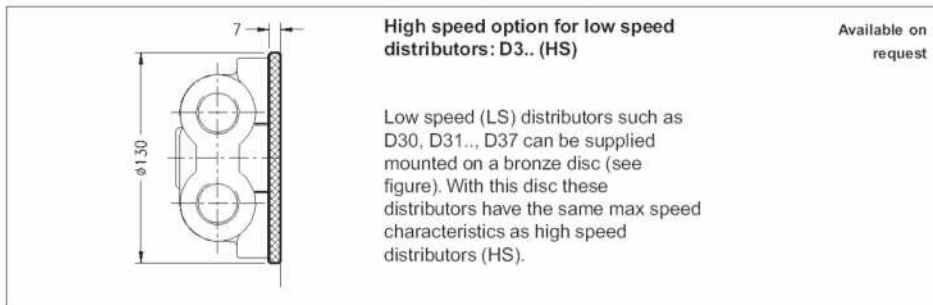 7
ø130
High speed option for low speed
distributors: D3.. (HS)
Available on
request
Low speed (LS) distributors such as
D30, D31.., D37 can be supplied
mounted on a bronze disc (see
figure). With this disc these
distributors have the same max speed
characteristics as high speed
distributors (HS).